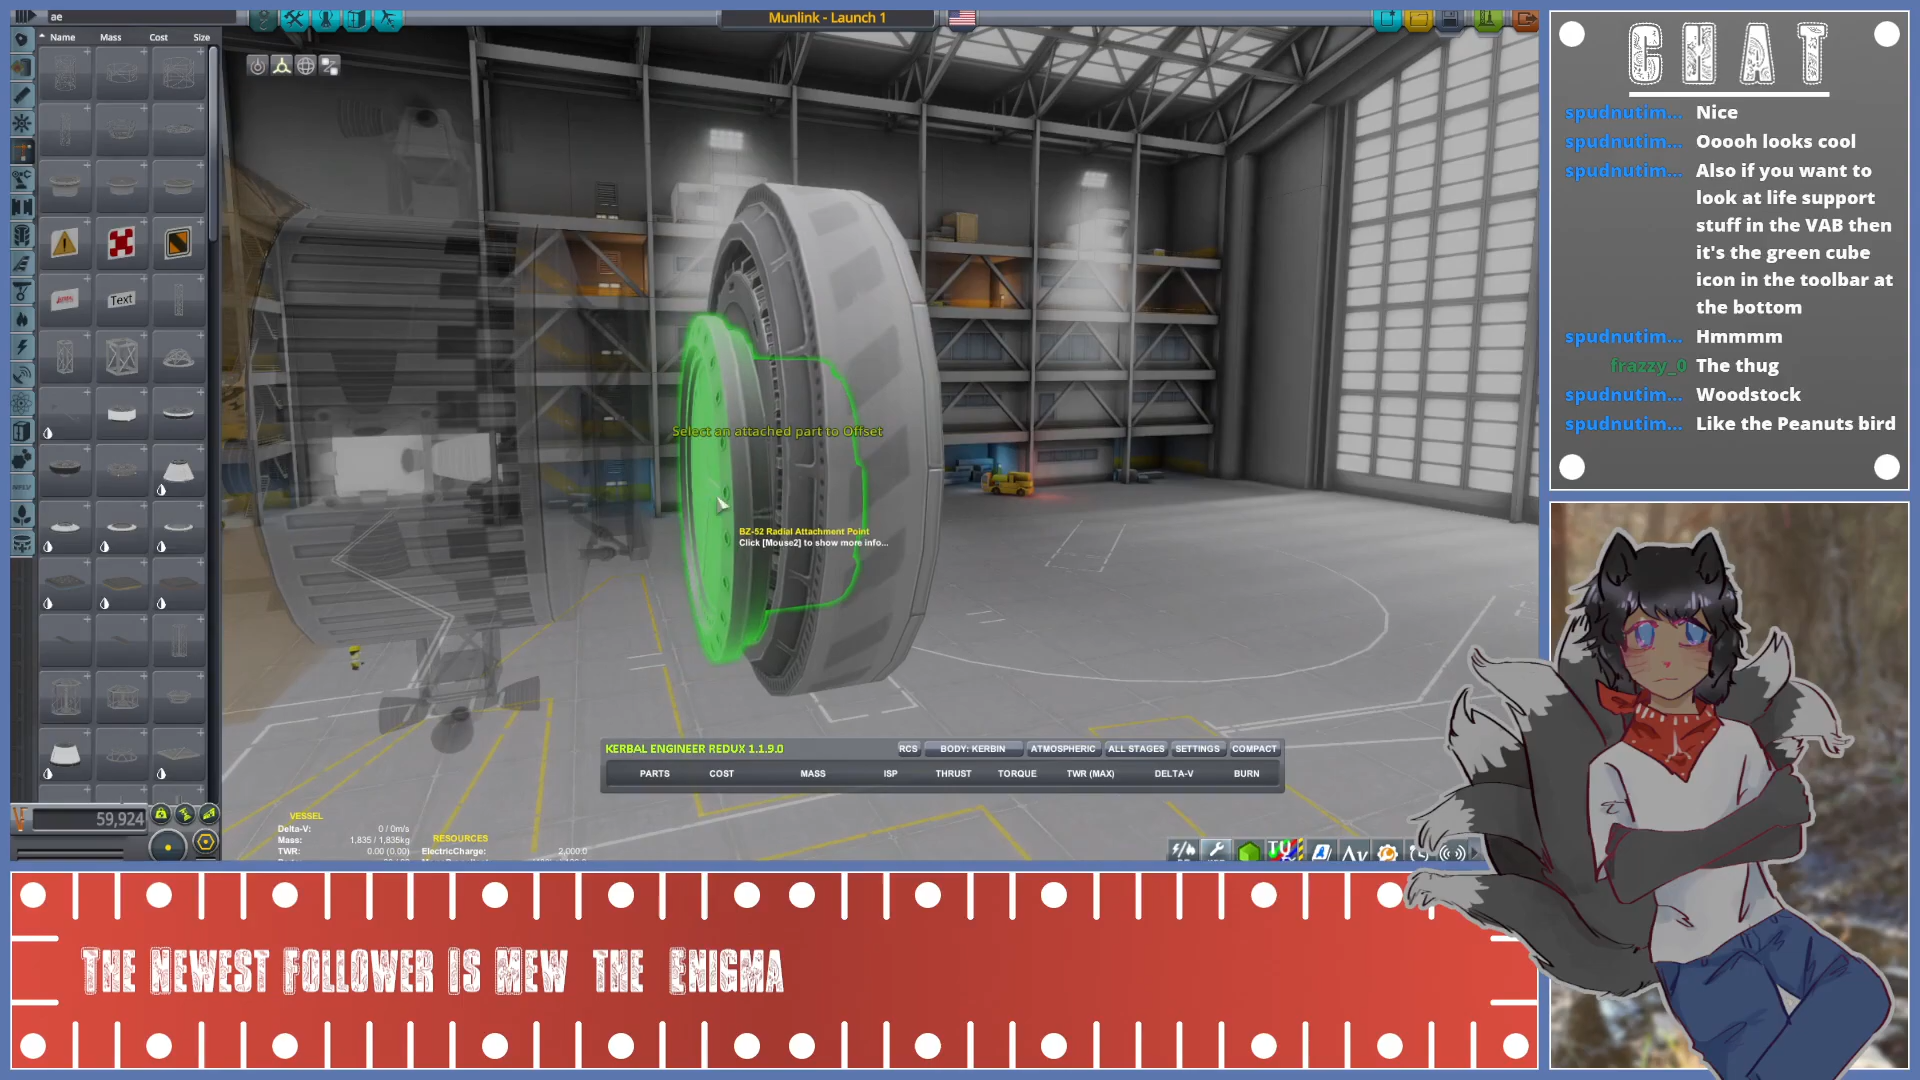 ae
Munlink - Launch 1
Name Mass Cost Size
Text
Select an attached part to Offset
BZ-52 Radial Attachment Point
Click [Mouse2] to show more info...
KERBAL ENGINEER REDUX 1.1.9.0
RCS BODY: KERBIN ATMOSPHERIC ALL STAGES SETTINGS COMPACT
PARTS COST MASS ISP THRUST TORQUE TWR (MAX) DELTA-V BURN
59,924
VESSEL
Delta-V: 0 / 0m/s
Mass: 1,835 / 1,835kg
TWR: 0.00 (0.00)
RESOURCES
ElectricCharge: 2,000.0
CHAT
spudnutim... Nice
spudnutim... Ooooh looks cool
spudnutim... Also if you want to
look at life support
stuff in the VAB then
it's the green cube
icon in the toolbar at
the bottom
spudnutim... Hmmmm
frazzy_0 The thug
spudnutim... Woodstock
spudnutim... Like the Peanuts bird
The Newest Follower Is Mew the Enigma